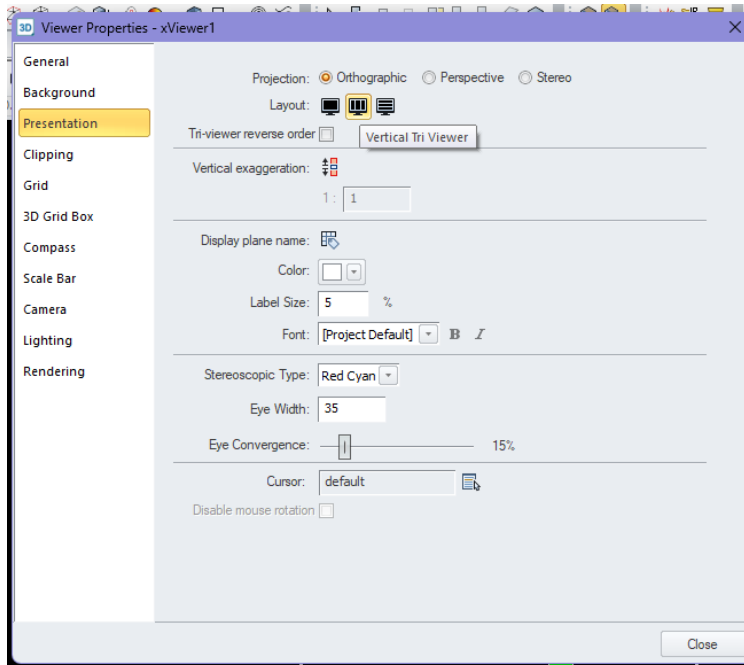 3D Viewer Properties - xViewer1
General
Background
Presentation
Clipping
Grid
3D Grid Box
Compass
Scale Bar
Camera
Lighting
Rendering
Projection: Orthographic Perspective Stereo
Layout:
Tri-viewer reverse order
Vertical Tri Viewer
Vertical exaggeration:
1 : 1
Display plane name:
Color:
Label Size: 5 %
Font: [Project Default] B I
Stereoscopic Type: Red Cyan
Eye Width: 35
Eye Convergence: 15%
Cursor: default
Disable mouse rotation
Close